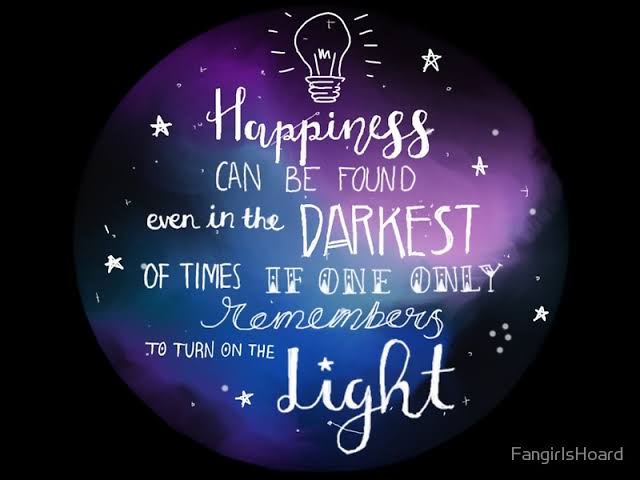 Happiness
CAN BE FOUND
even in the DARKEST
OF TIMES IF ONE ONLY
remembers
TO TURN ON THE Light
FangirlsHoard